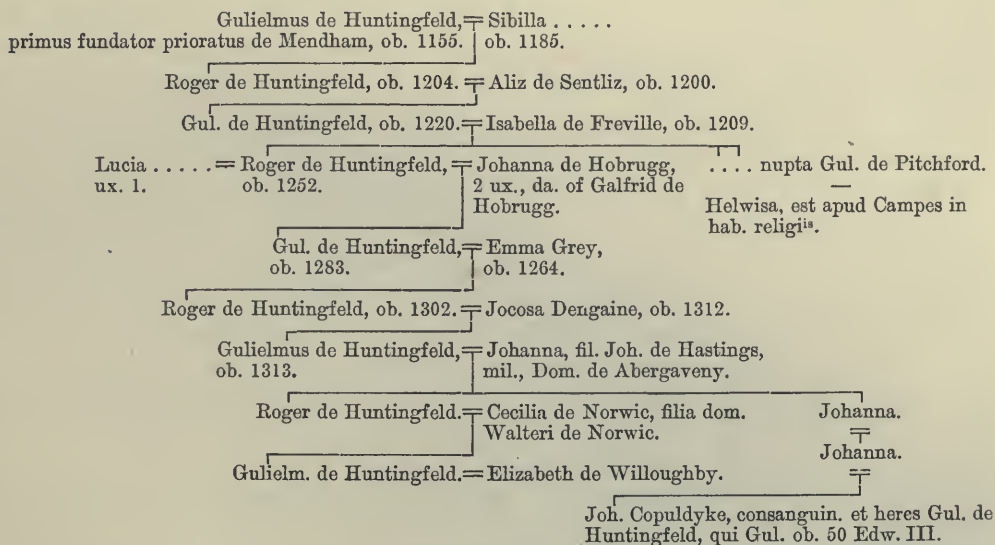 Gulielmus de Huntingfeld, Sibilla . . . . .
primus fundator prioratus de Mendham, ob. 1155. ob. 1185.
Roger de Huntingfeld, ob. 1204. Aliz de Sentliz, ob. 1200.
Gul. de Huntingfeld, ob. 1220. Isabella de Freville, ob. 1209.
Lucia . . . . . = Roger de Huntingfeld, Johanna de Hobrugg, . . . . nupta Gul. de Pitchford.
ux. 1. ob. 1252. 2 ux., da. of Galfrid de —
Hobrugg. Helwisa, est apud Campes in
hab. religiis.
Gul. de Huntingfeld, Emma Grey,
ob. 1283. ob. 1264.
Roger de Huntingfeld, ob. 1302. Jocosa Dengaine, ob. 1312.
Gulielmus de Huntingfeld, Johanna, fil. Joh. de Hastings,
ob. 1313. mil., Dom. de Abergaveny.
Roger de Huntingfeld. Cecilia de Norwic, filia dom. Johanna.
Walteri de Norwic.
Johanna.
Gulielm. de Huntingfeld. = Elizabeth de Willoughby.
Joh. Copuldyke, consanguin. et heres Gul. de
Huntingfeld, qui Gul. ob. 50 Edw. III.